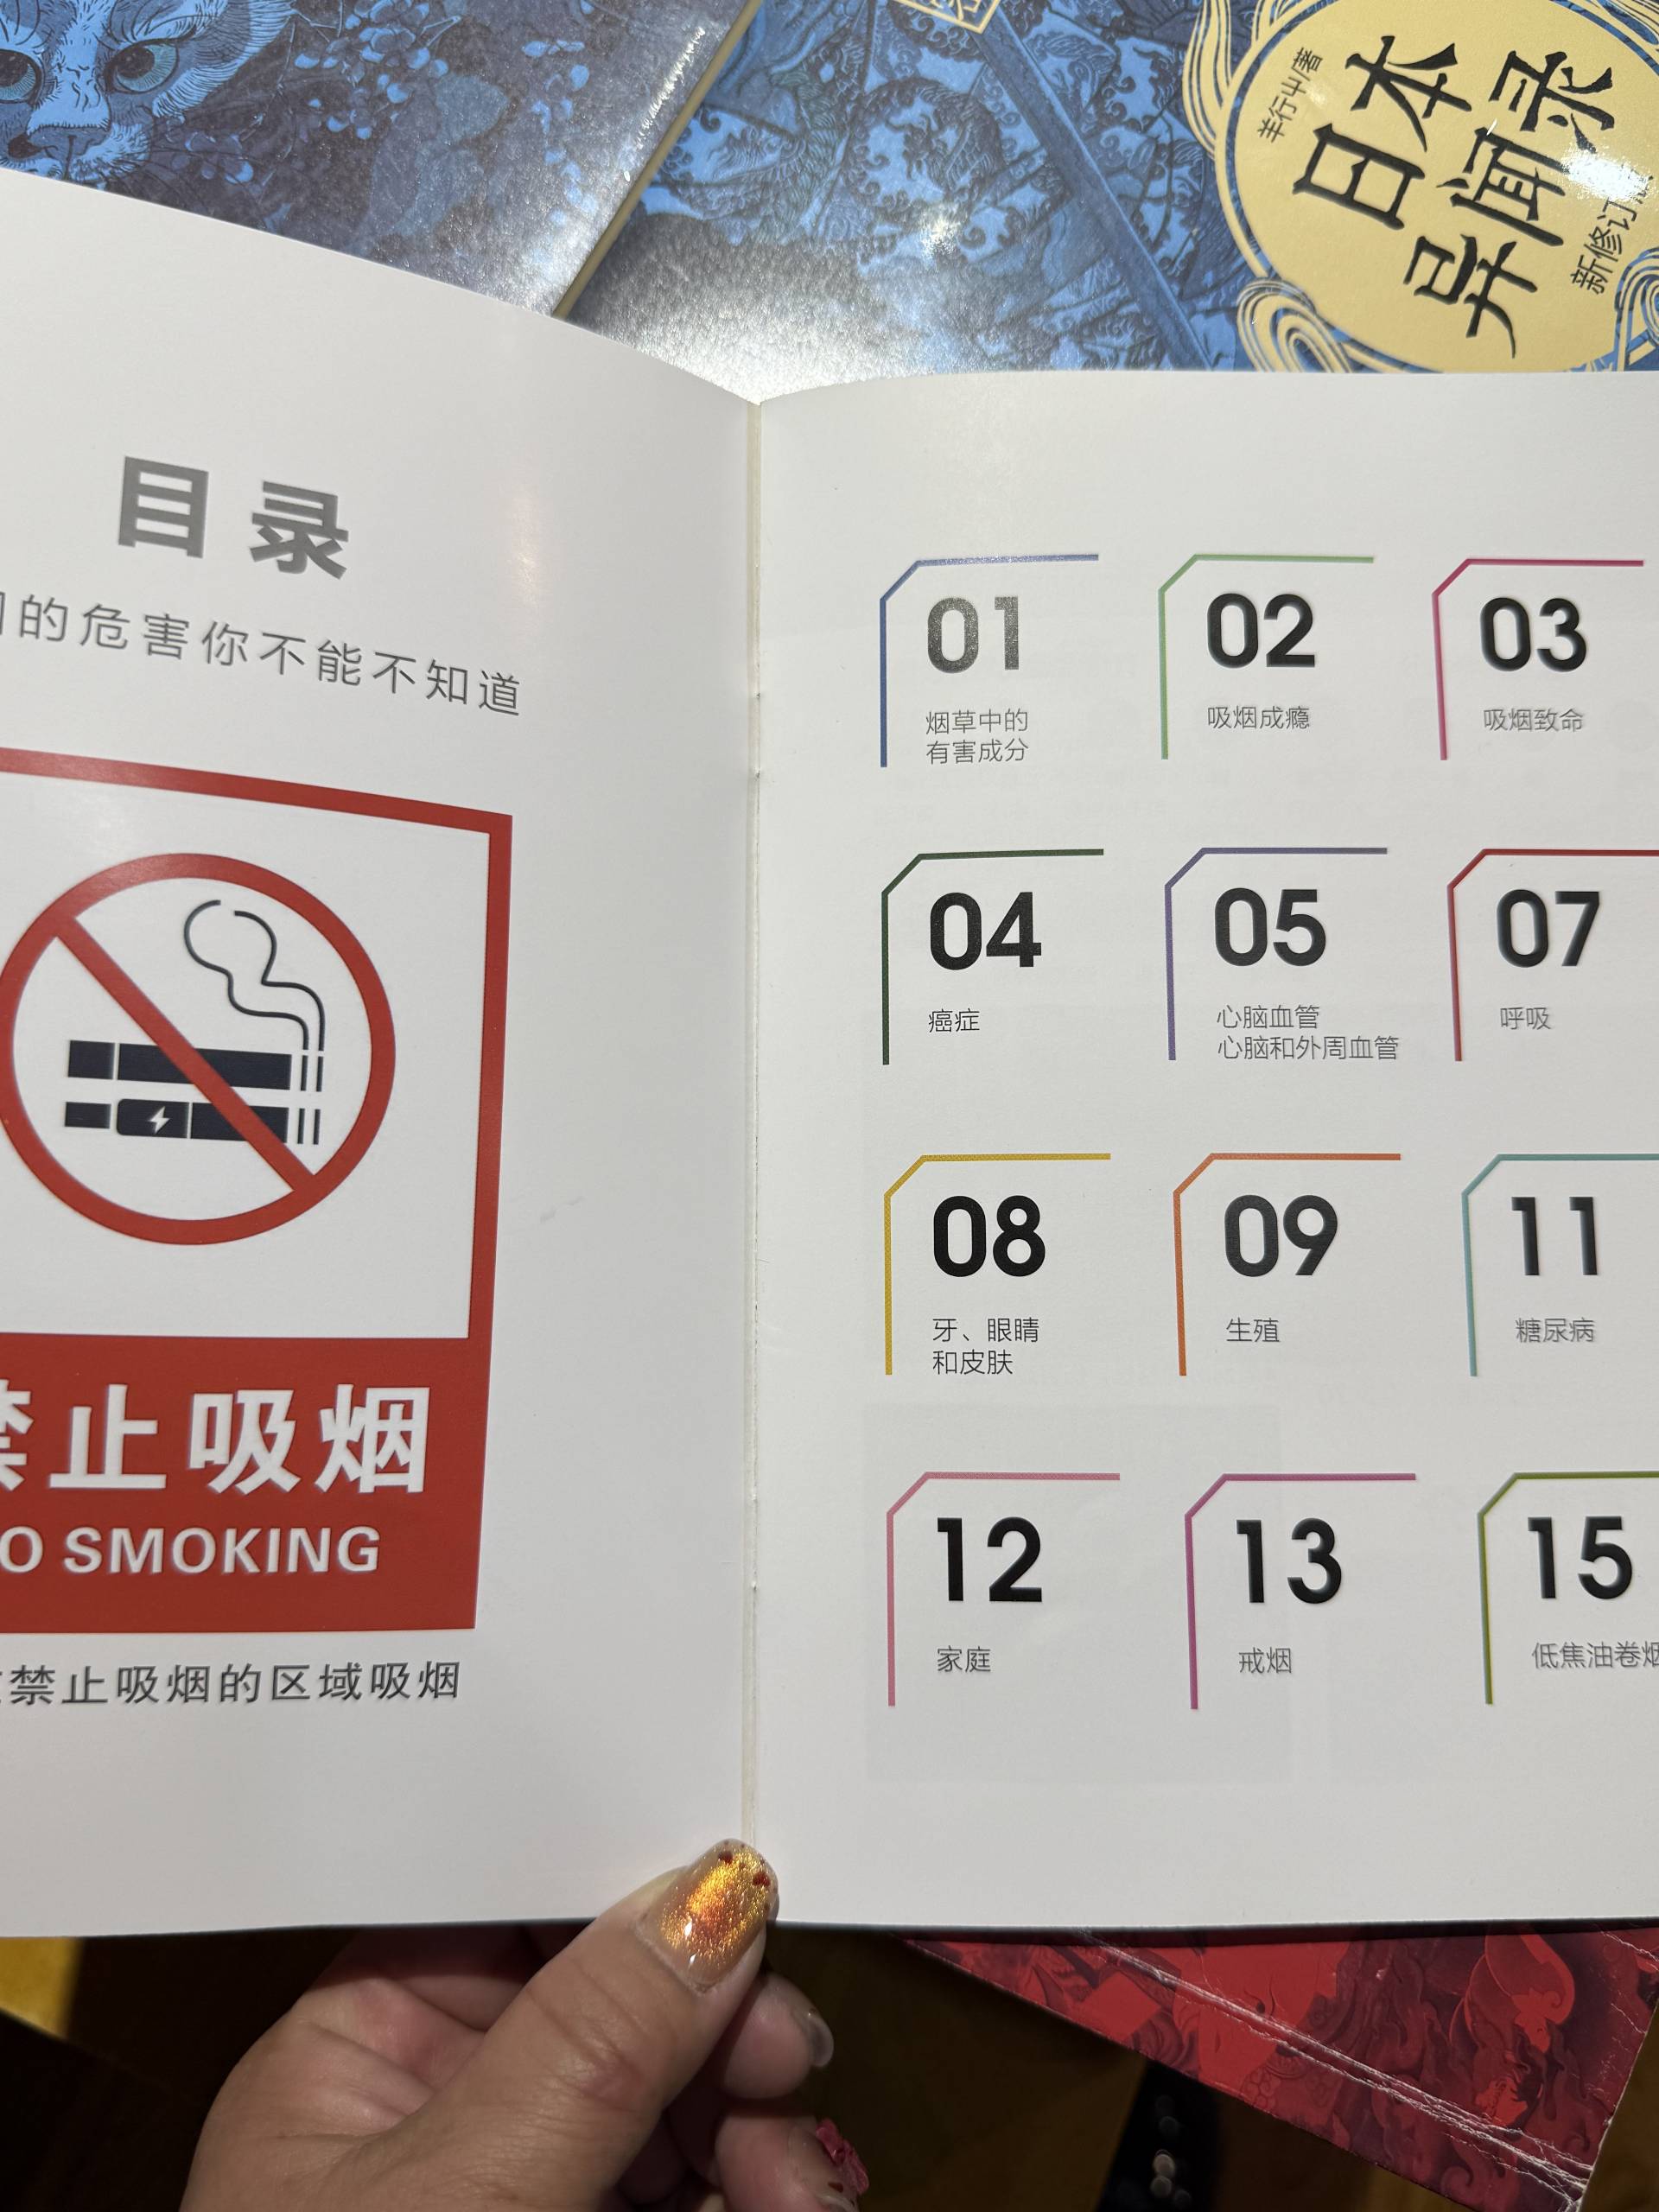 羊行屮著
日本
异闻录
新修订
目录
的危害你不能不知道
止吸烟
SMOKING
禁止吸烟的区域吸烟
01
烟草中的
有害成分
02
吸烟成瘾
03
吸烟致命
04
癌症
05
心脑血管
心脑和外周血管
07
呼吸
08
牙、眼睛
和皮肤
09
生殖
11
糖尿病
12
家庭
13
戒烟
15
低焦油卷烟